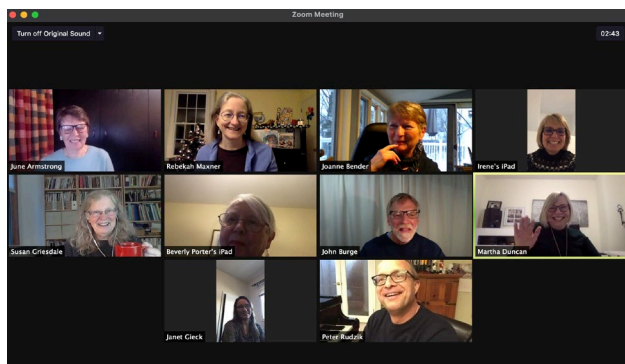 Zoom Meeting
Turn off Original Sound
02:43
June Armstrong
Rebekah Maxner
Joanne Bender
Irene's iPad
Susan Griesdale
Beverly Porter's iPad
John Burge
Martha Duncan
Janet Gieck
Peter Rudzik